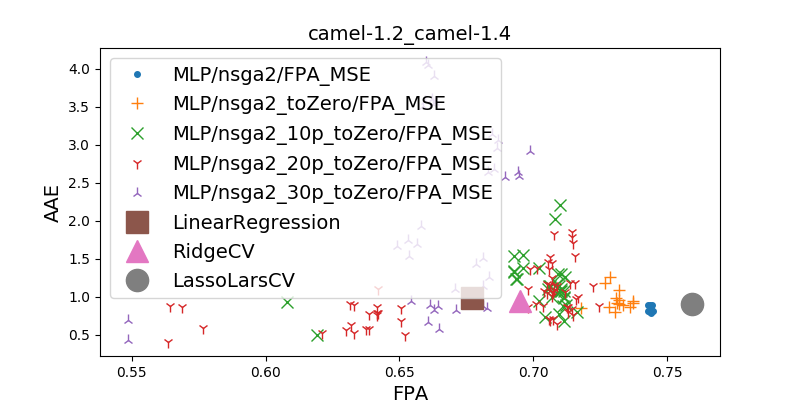 camel-1.2_camel-1.4
AAE
4.0
3.5
3.0
2.5
2.0
1.5
1.0
0.5
MLP/nsga2/FPA_MSE
MLP/nsga2_toZero/FPA_MSE
MLP/nsga2_10p_toZero/FPA_MSE
MLP/nsga2_20p_toZero/FPA_MSE
MLP/nsga2_30p_toZero/FPA_MSE
LinearRegression
RidgeCV
LassoLarsCV
0.55 0.60 0.65 0.70 0.75
FPA